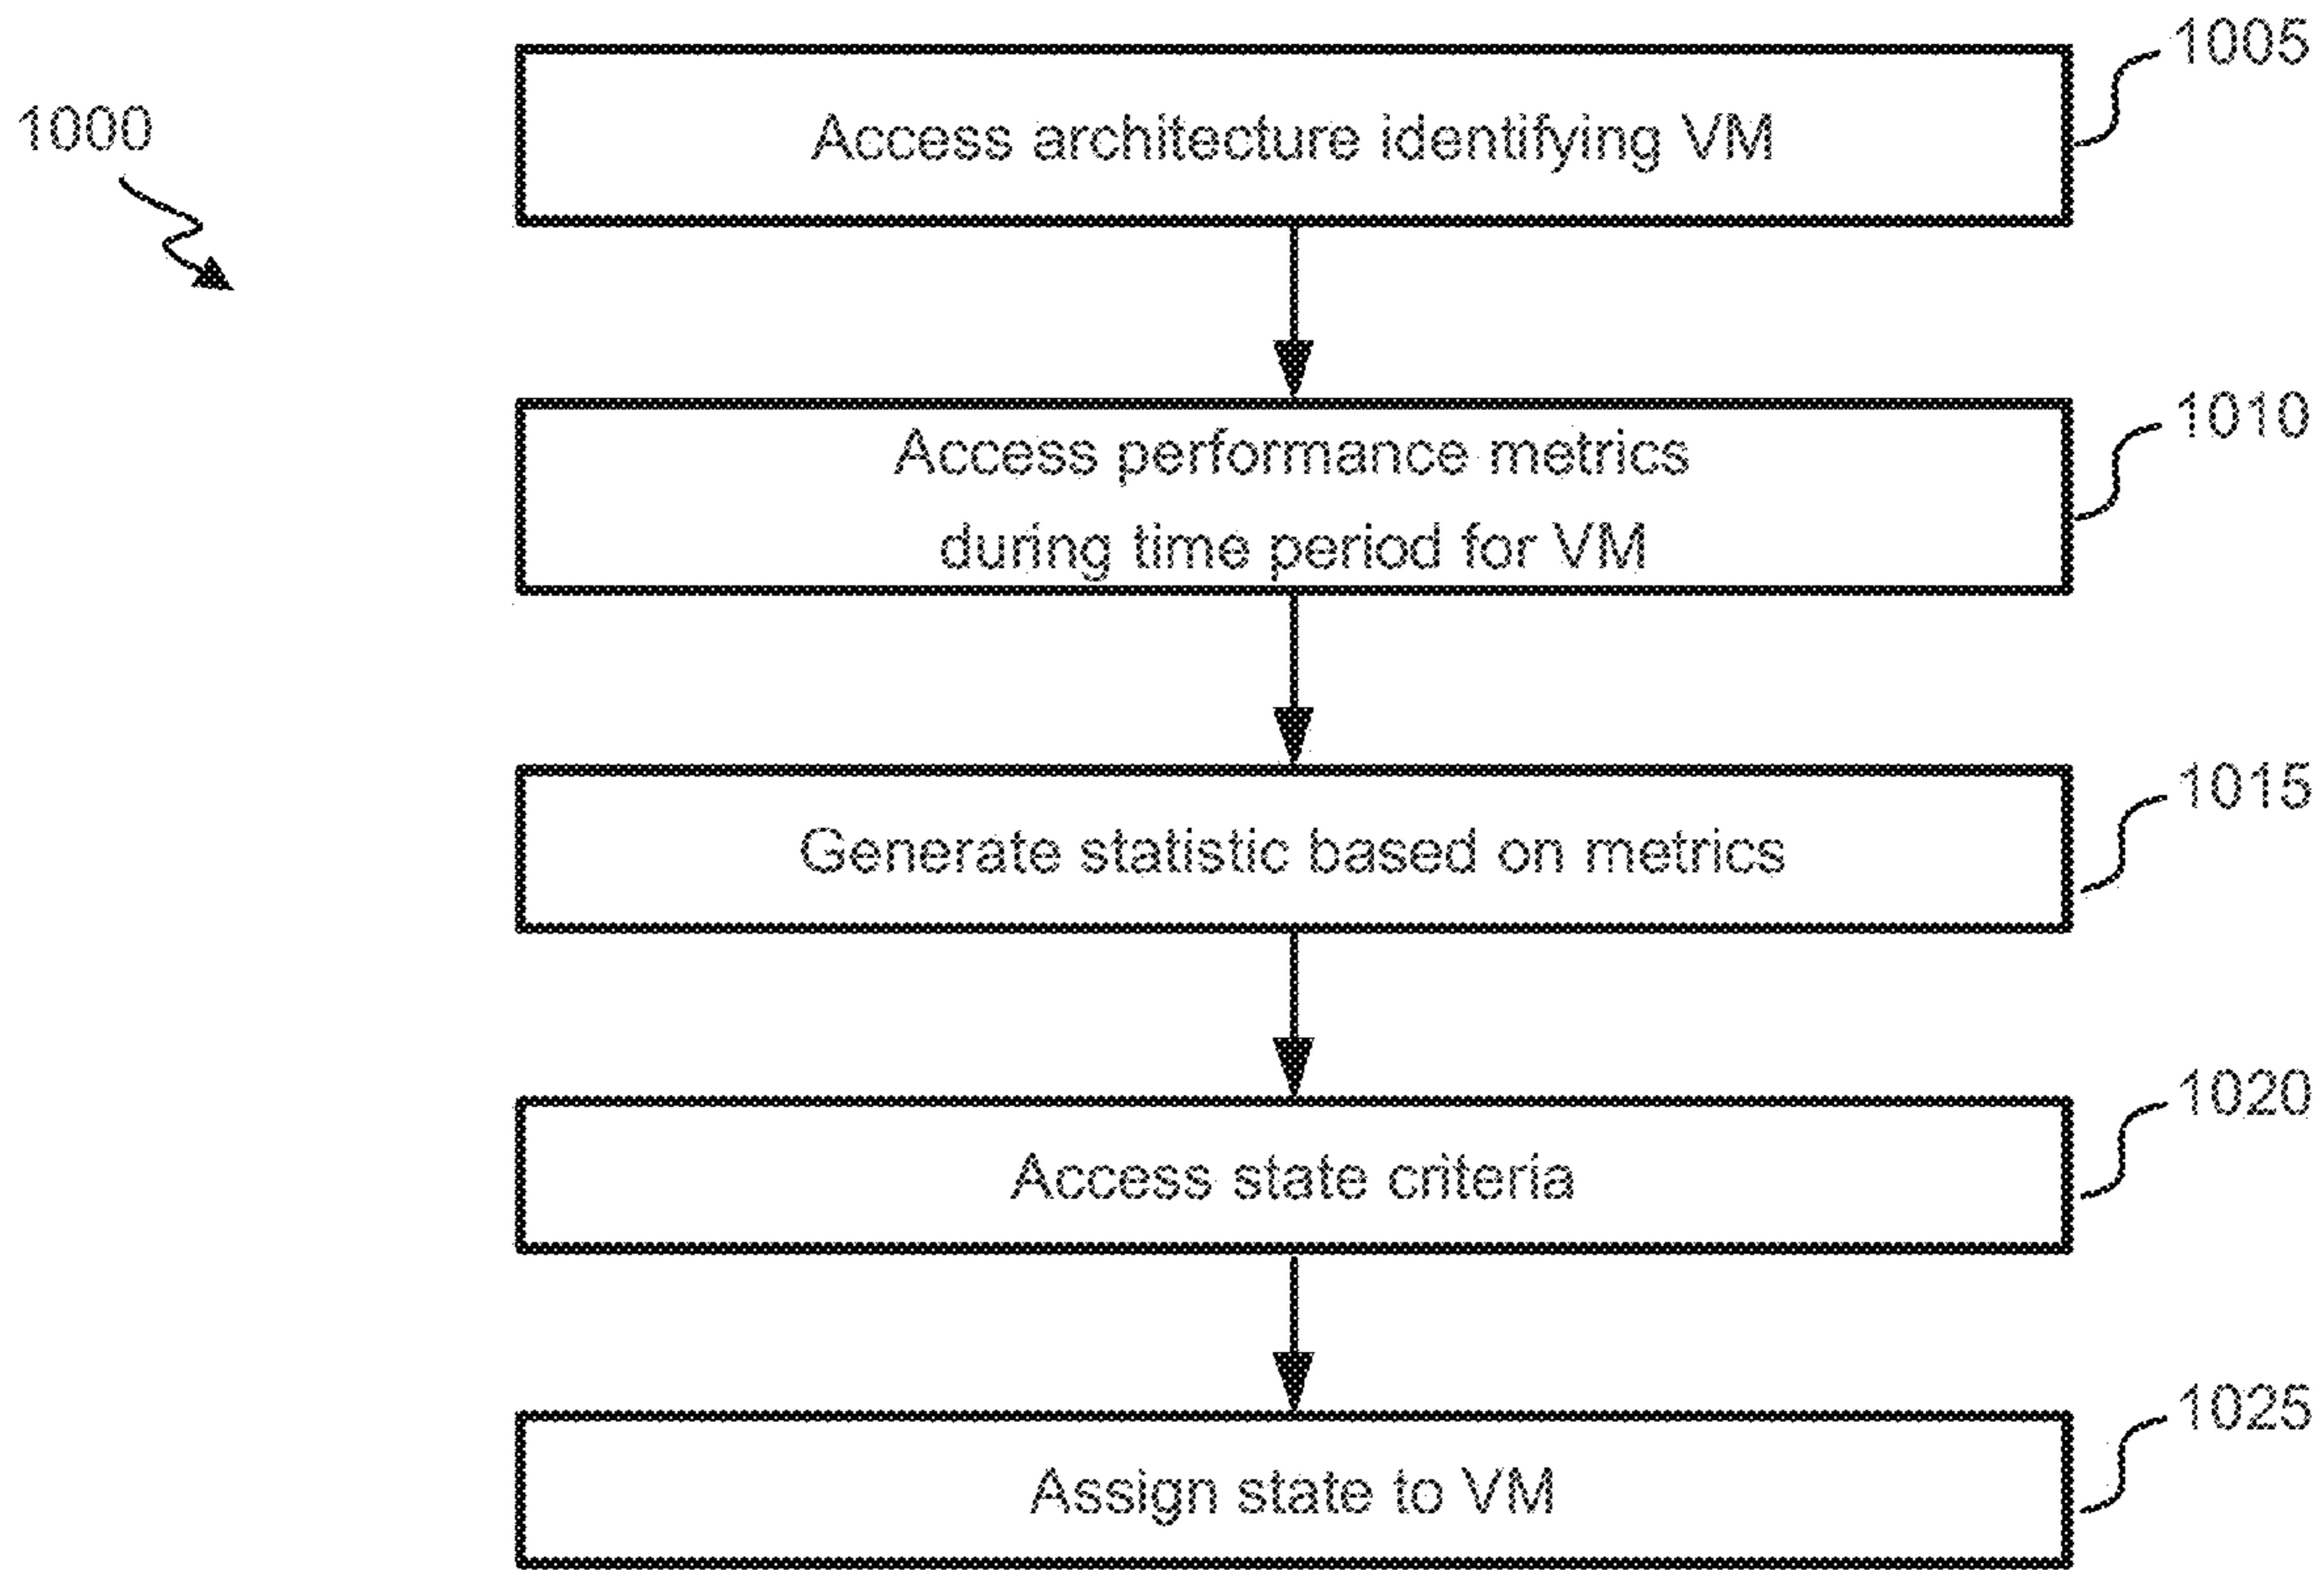 1005
1000
Access architecture identifying VM
1010
Access performance metrics
during time period for VM
1015
Generate statistic based on metrics
1020
Access state criteria
1025
Assign state to VM